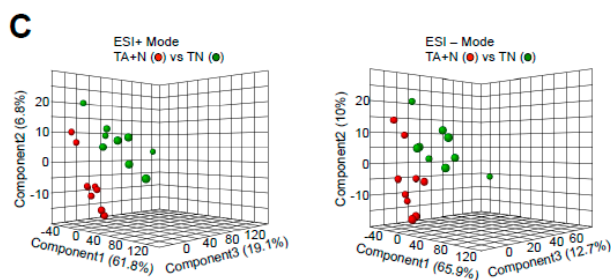 C
ESI+ Mode
TA+N (●) vs TN (●)
Component2 (6.8%)
20
10
0
-10
-40
0
40
80
120
Component1 (61.8%)
0
40
80
120
Component3 (19.1%)
ESI – Mode
TA+N (●) vs TN (●)
Component2 (10%)
20
10
0
-10
-40
0
40
80
120
Component1 (65.9%)
0
20
40
60
Component3 (12.7%)